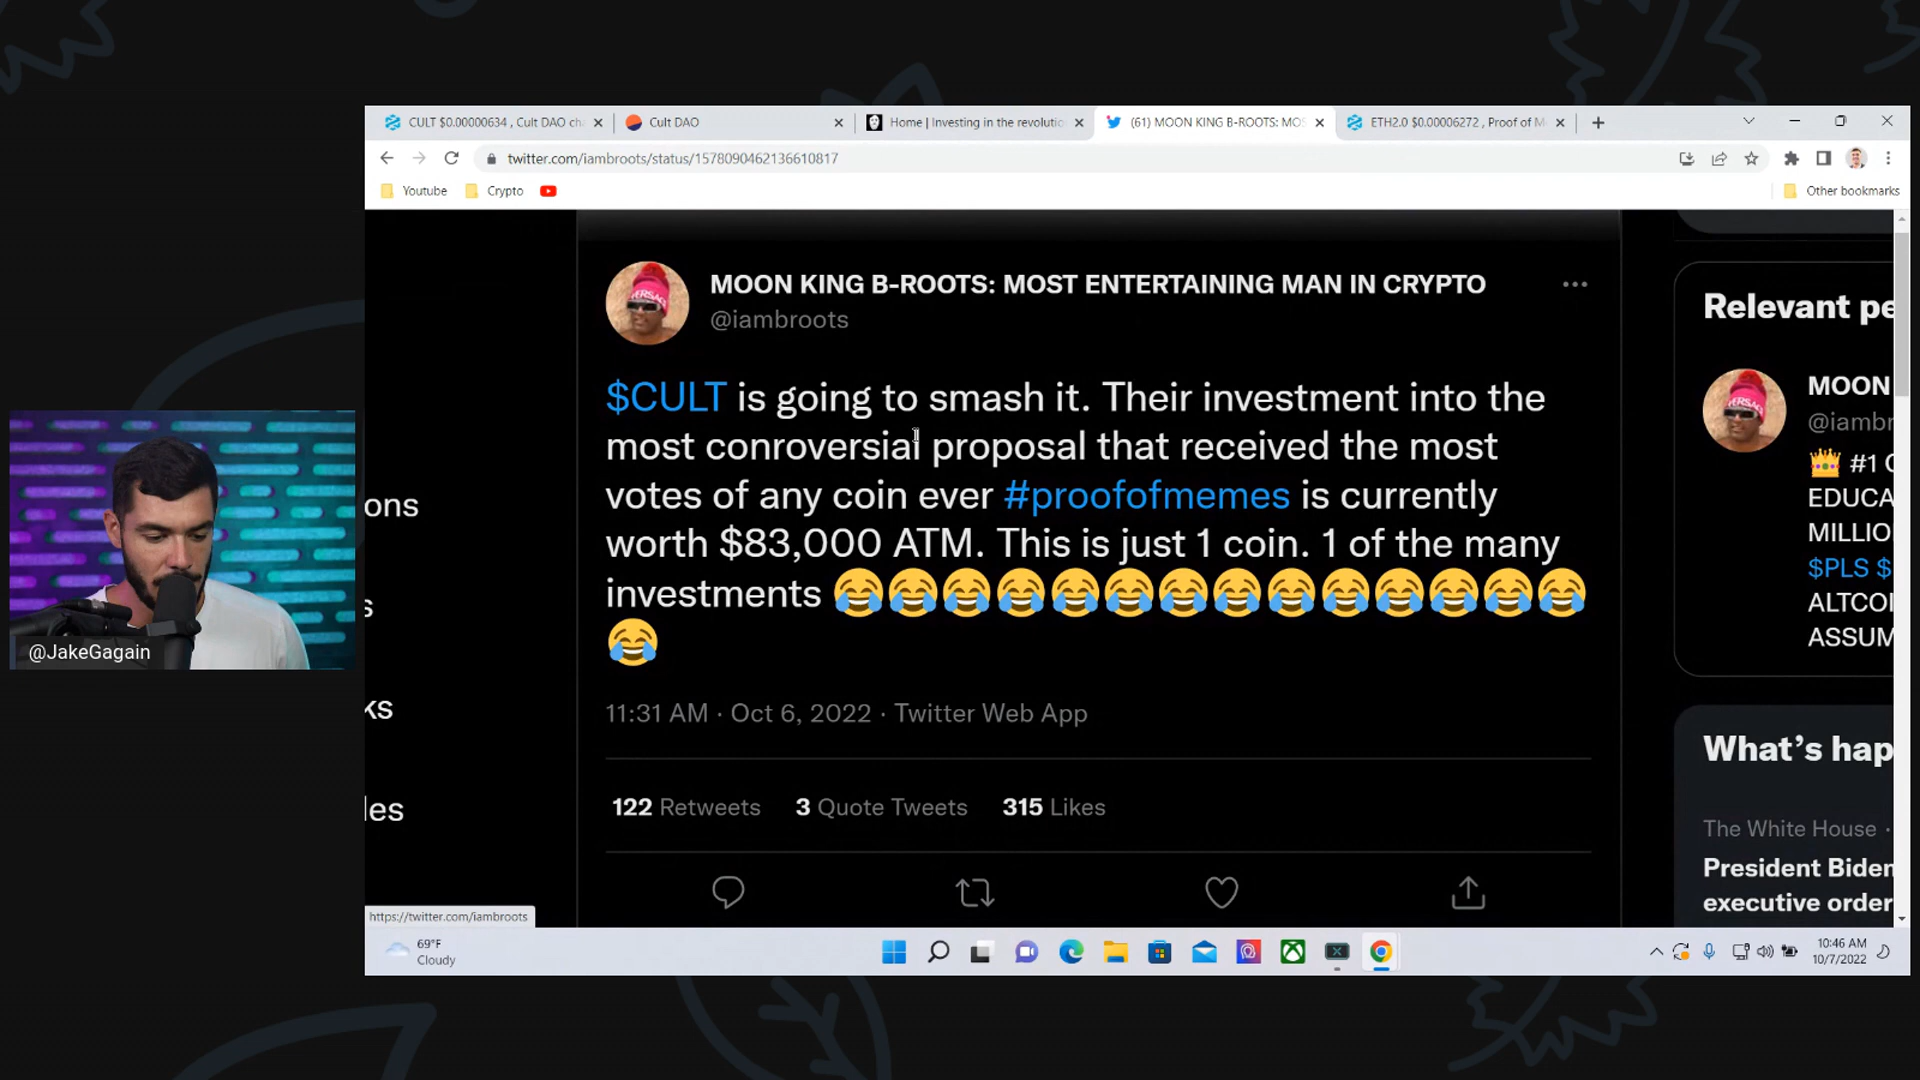 CULT $0.00000634 , Cult DAO cha
Cult DAO
Home | Investing in the revolutio
(61) MOON KING B-ROOTS: MOS
ETH2.0 $0.00006272 , Proof of M
twitter.com/iambroots/status/1578090462136610817
Youtube
Crypto
Other bookmarks
MOON KING B-ROOTS: MOST ENTERTAINING MAN IN CRYPTO
@iambroots
$CULT is going to smash it. Their investment into the
most conroversial proposal that received the most
votes of any coin ever #proofofmemes is currently
worth $83,000 ATM. This is just 1 coin. 1 of the many
investments 😂😂😂😂😂😂😂😂😂😂😂😂😂😂
😂
11:31 AM · Oct 6, 2022 · Twitter Web App
122 Retweets 3 Quote Tweets 315 Likes
ons
s
ks
les
Relevant pe
MOON
@iambr
👑 #1 C
EDUCA
MILLIO
$PLS $
ALTCOI
ASSUM
What's hap
The White House ·
President Biden
executive order
https://twitter.com/iambroots
@JakeGagain
69°F
Cloudy
10:46 AM
10/7/2022